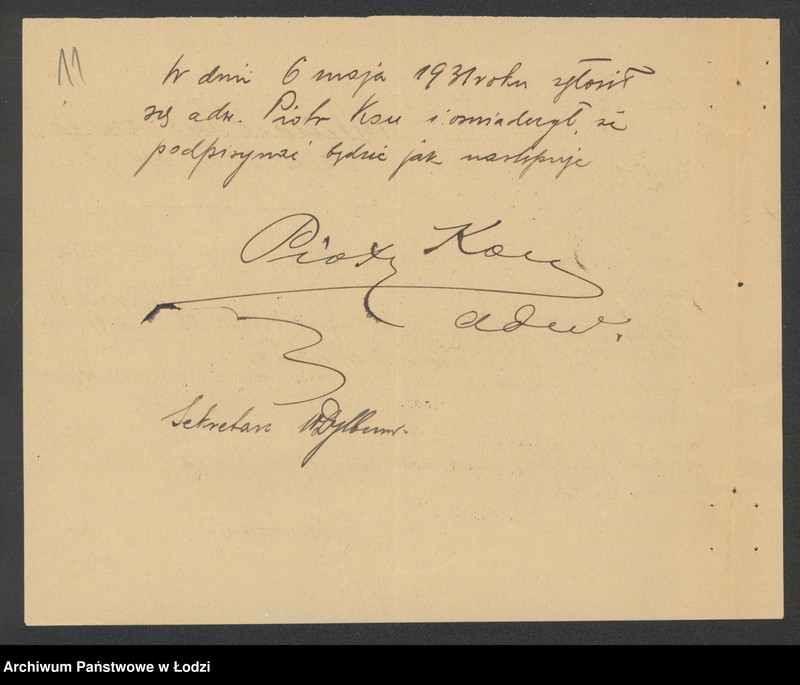 11
W dniu 6 maja 1931 roku zgłosił
się adw. Piotr Kon i oświadczył, że
podpisywać będzie jak następuje
Piotr Kon
adw.
Sekretarz
Archiwum Państwowe w Łodzi